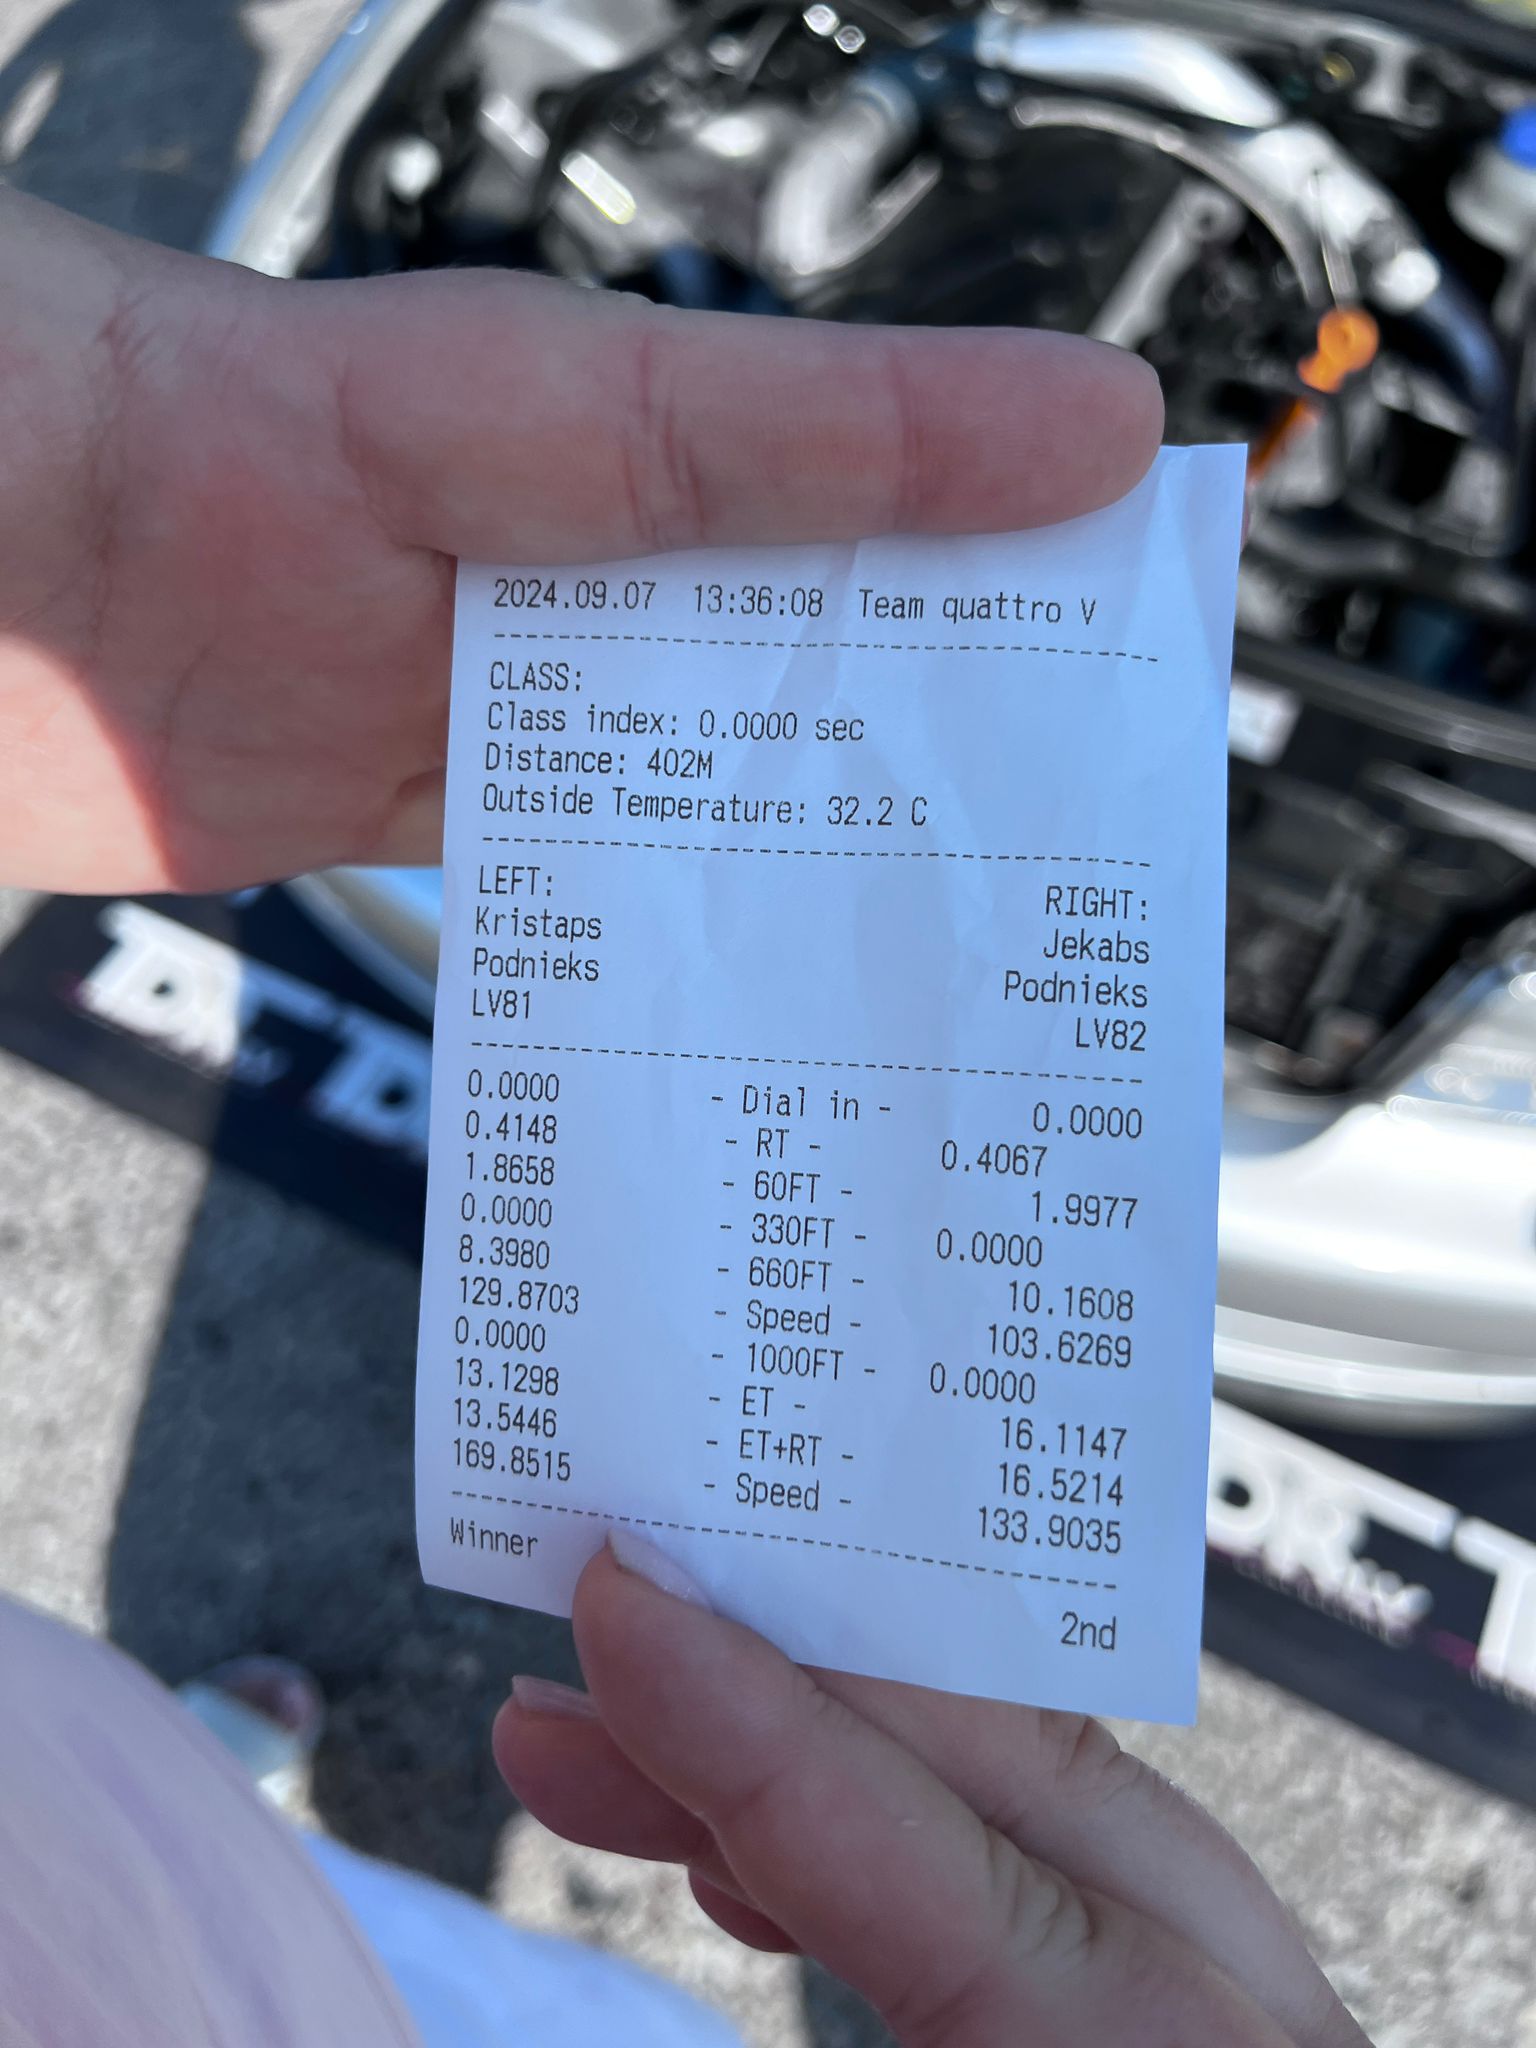 2024.09.07 13:36:08 Team quattro V
CLASS:
Class index: 0.0000 sec
Distance: 402M
Outside Temperature: 32.2 C
LEFT: RIGHT:
Kristaps Jekabs
Podnieks Podnieks
LV81 LV82
0.0000 - Dial in - 0.0000
0.4148 - RT - 0.4067
1.8658 - 60FT - 1.9977
0.0000 - 330FT - 0.0000
8.3980 - 660FT - 10.1608
129.8703 - Speed - 103.6269
0.0000 - 1000FT - 0.0000
13.1298 - ET - 16.1147
13.5446 - ET+RT - 16.5214
169.8515 - Speed - 133.9035
Winner 2nd